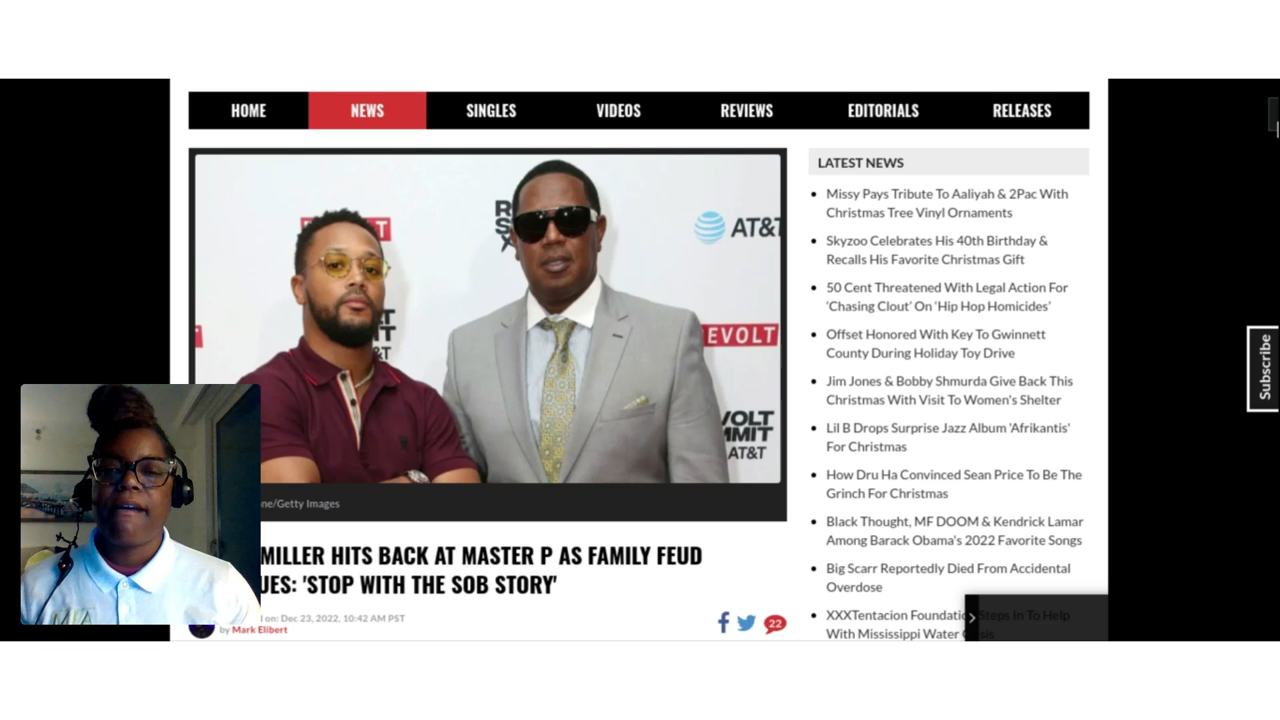 HOME NEWS SINGLES VIDEOS REVIEWS EDITORIALS RELEASES
REVOLT
AT&T
REVOLT
VOLT
AT&T
ne/Getty Images
MILLER HITS BACK AT MASTER P AS FAMILY FEUD
UES: 'STOP WITH THE SOB STORY'
on: Dec 23, 2022, 10:42 AM PST
by Mark Elibert
22
LATEST NEWS
Missy Pays Tribute To Aaliyah & 2Pac With
Christmas Tree Vinyl Ornaments
Skyzoo Celebrates His 40th Birthday &
Recalls His Favorite Christmas Gift
50 Cent Threatened With Legal Action For
'Chasing Clout' On 'Hip Hop Homicides'
Offset Honored With Key To Gwinnett
County During Holiday Toy Drive
Jim Jones & Bobby Shmurda Give Back This
Christmas With Visit To Women's Shelter
Lil B Drops Surprise Jazz Album 'Afrikantis'
For Christmas
How Dru Ha Convinced Sean Price To Be The
Grinch For Christmas
Black Thought, MF DOOM & Kendrick Lamar
Among Barack Obama's 2022 Favorite Songs
Big Scarr Reportedly Died From Accidental
Overdose
XXXTentacion Foundation Steps In To Help
With Mississippi Water Crisis
Subscribe